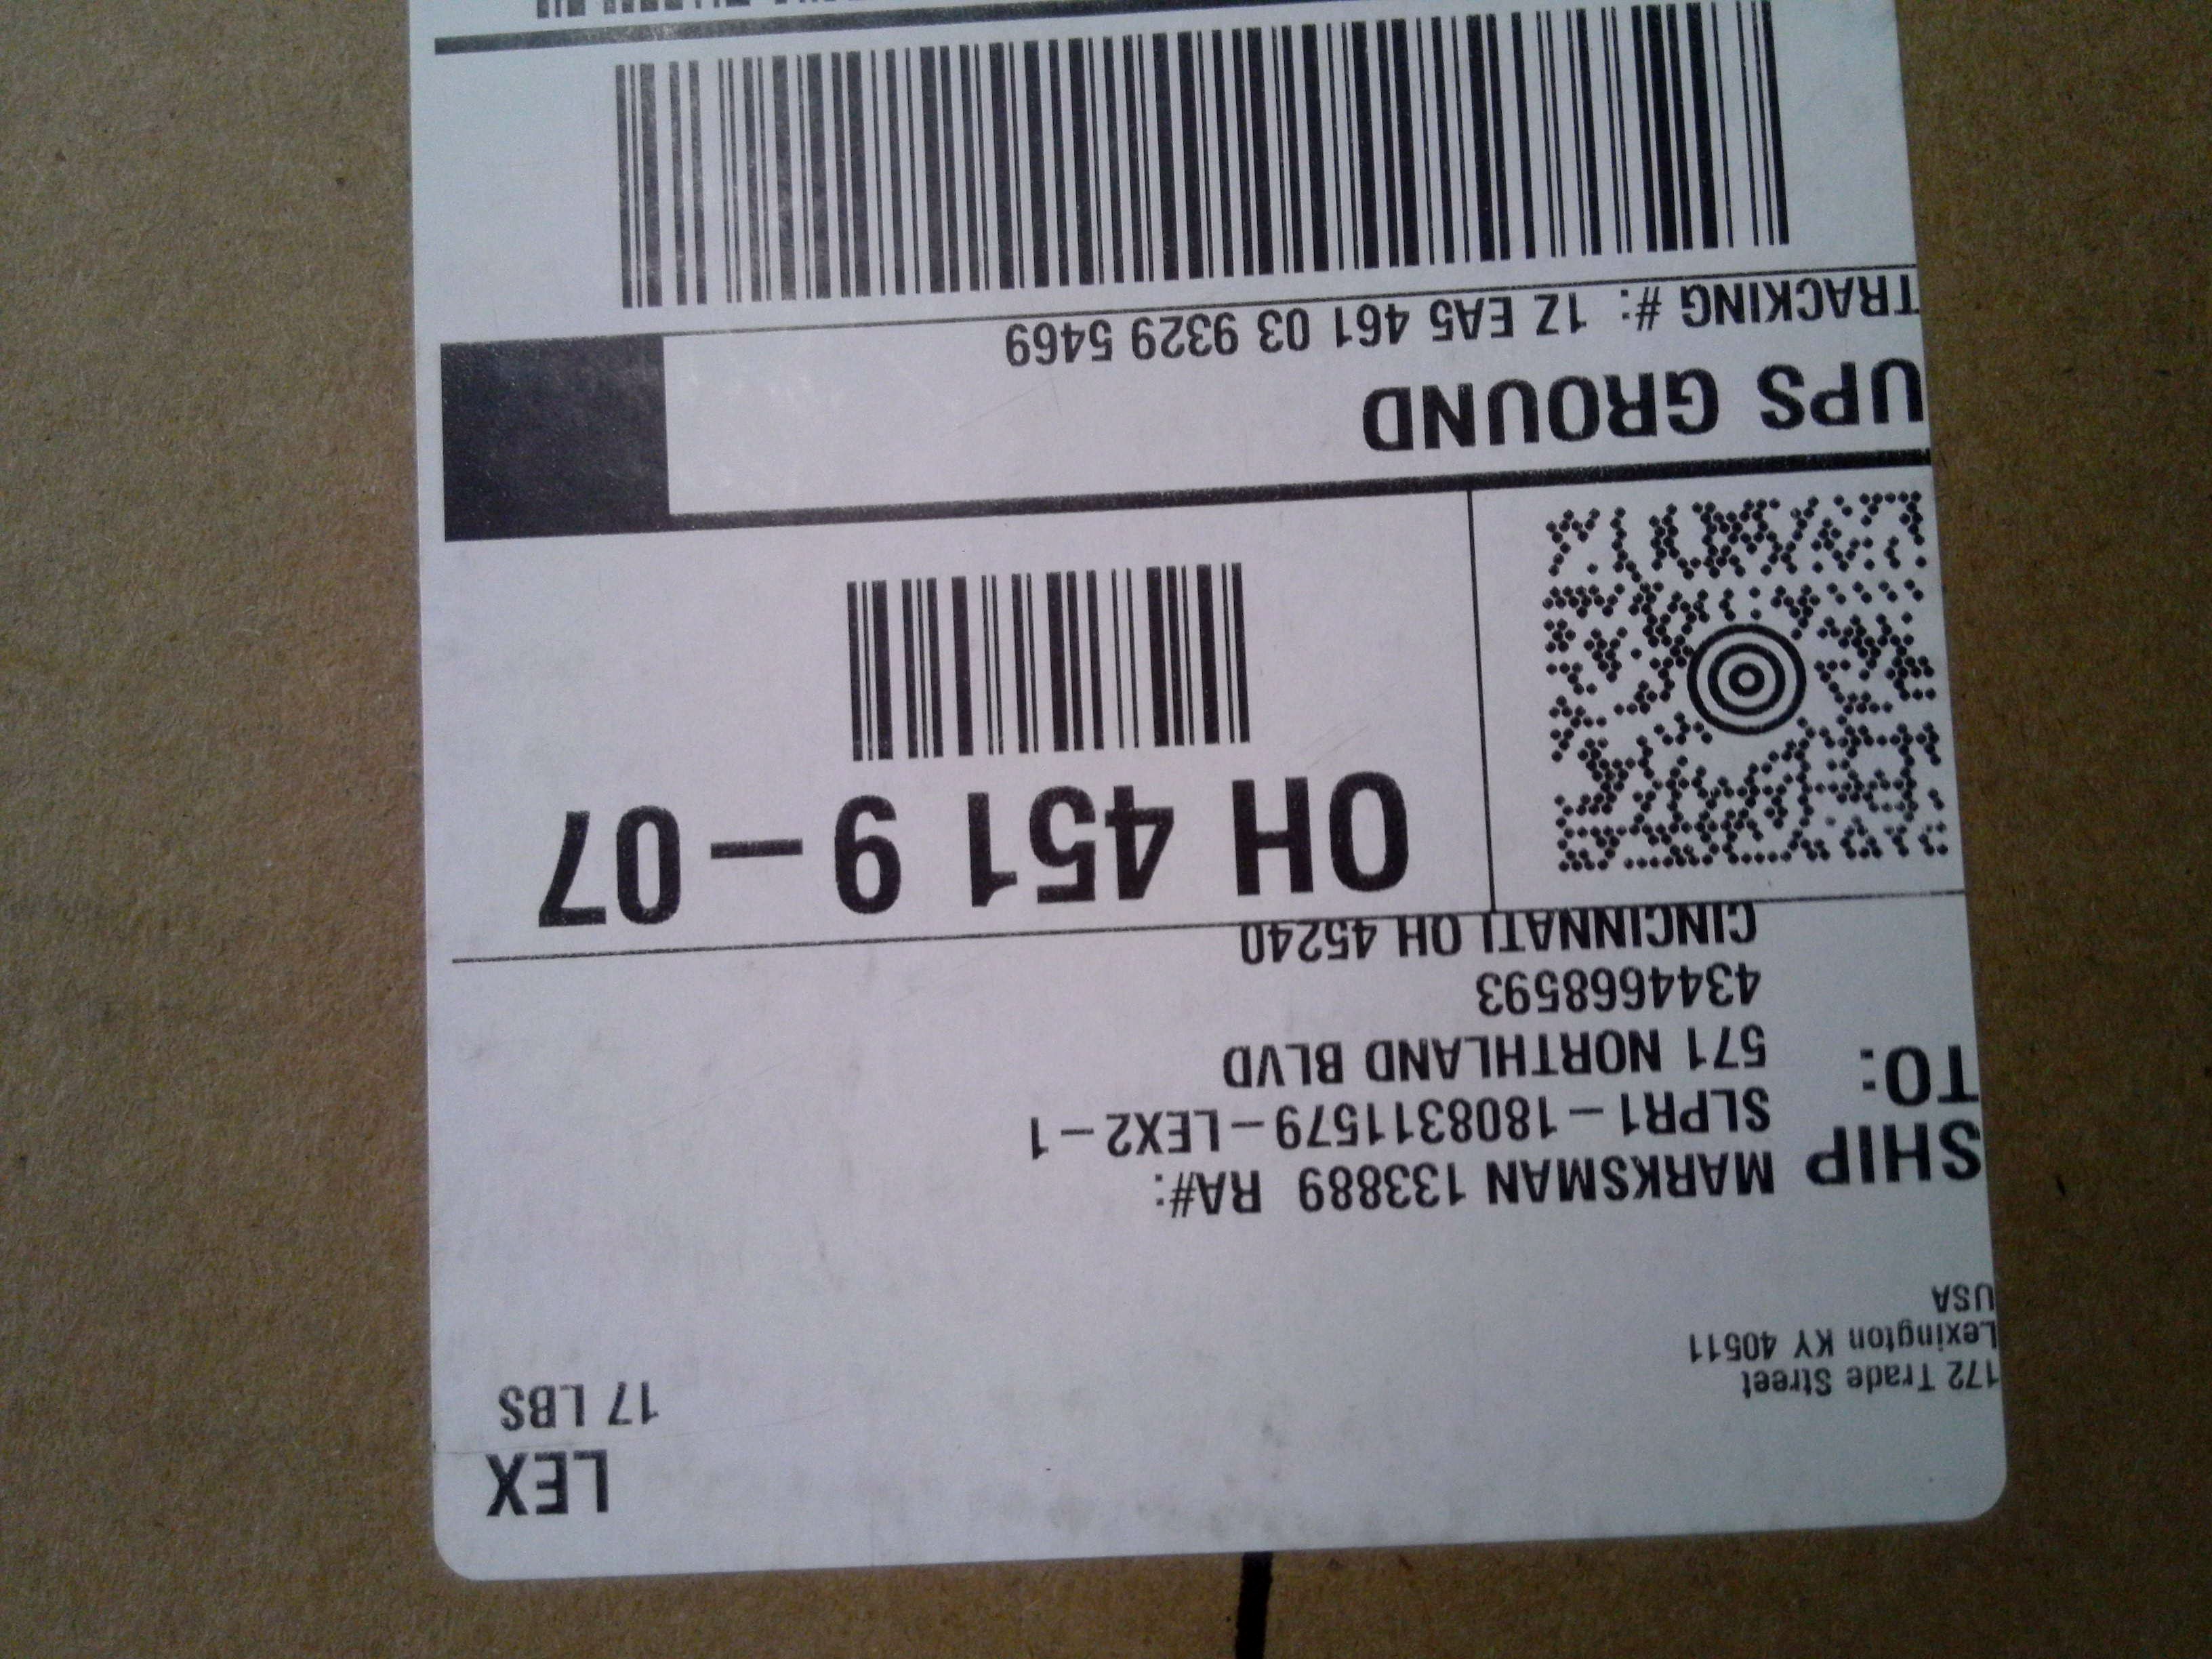 LEX
17 LBS
172 Trade Street
Lexington KY 40511
USA
SHIP
TO:
MARKSMAN 133889 RA#:
SLPR1-1808311579-LEX2-1
571 NORTHLAND BLVD
4344668593
CINCINNATI OH 45240
OH 451 9-07
UPS GROUND
TRACKING #: 1Z EA5 461 03 9329 5469